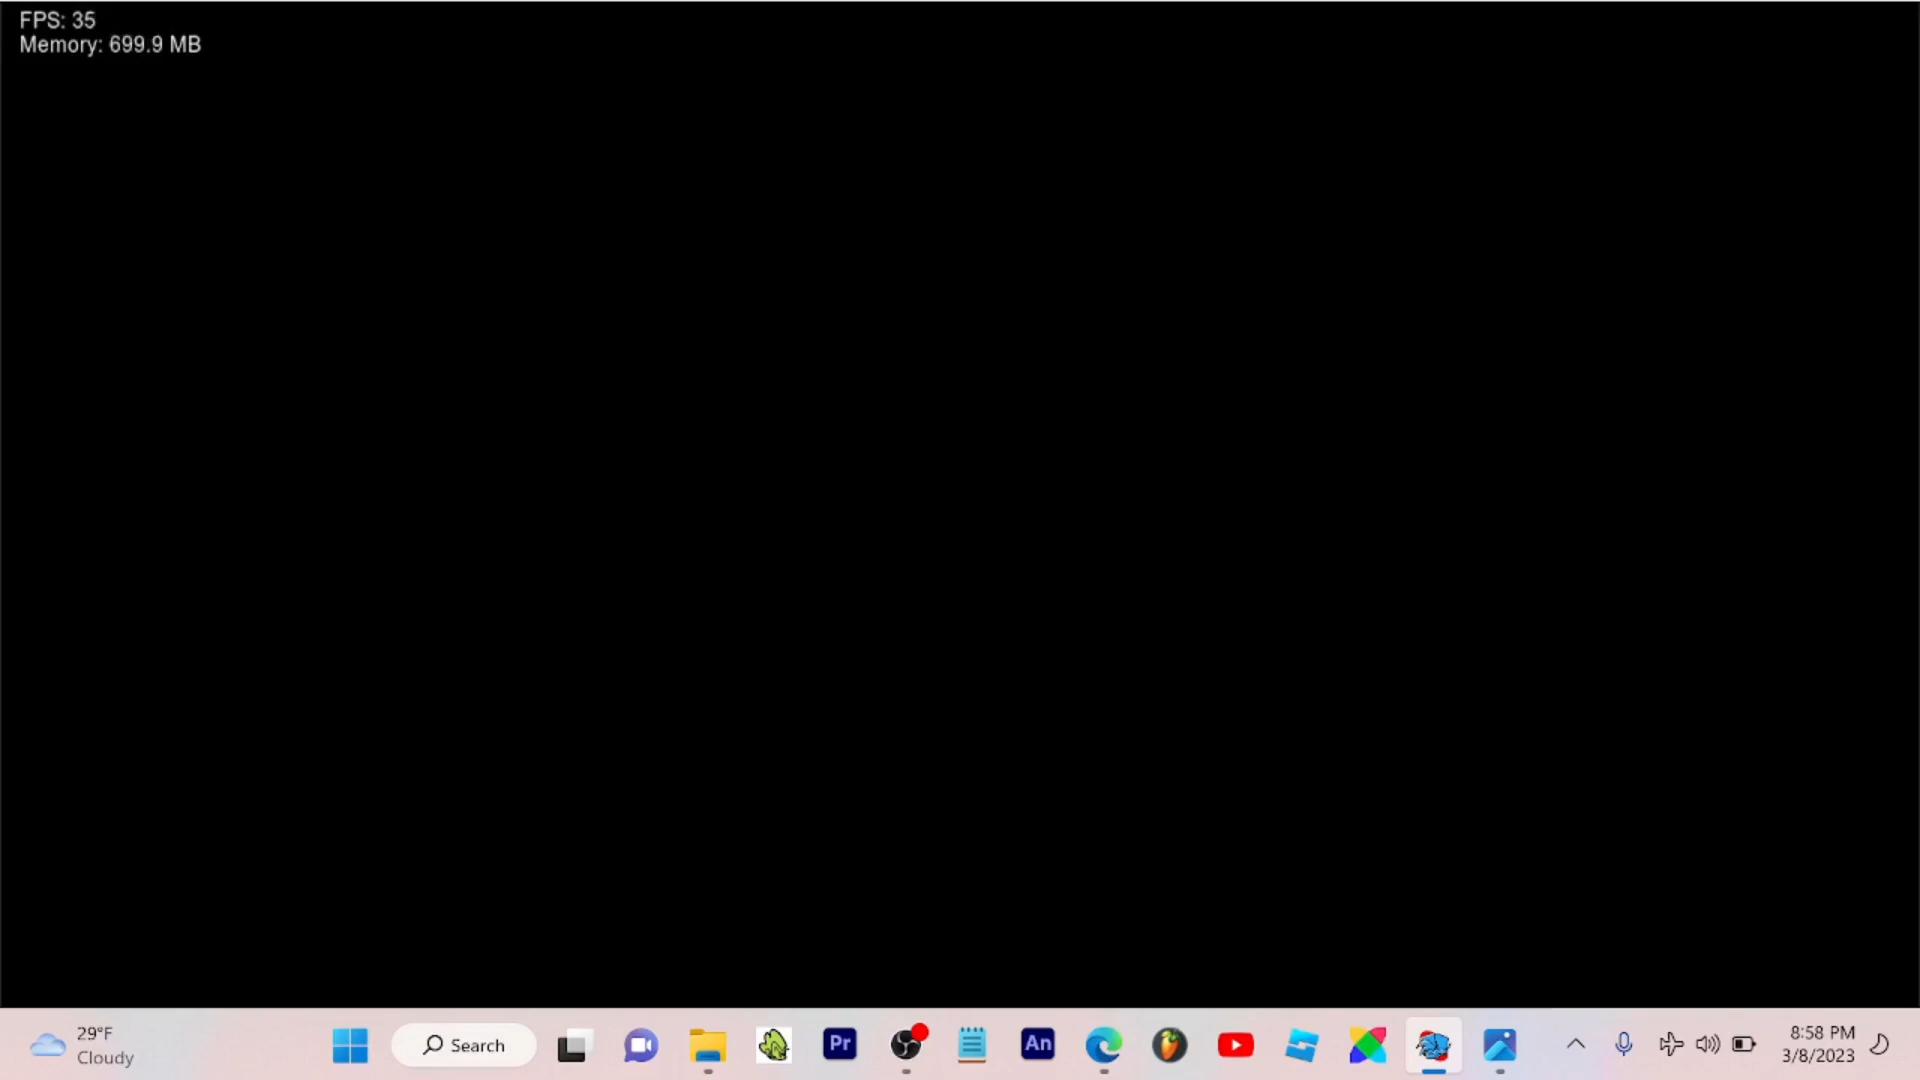 FPS: 35
Memory: 699.9 MB
29°F
Cloudy
Search
Pr
An
8:58 PM
3/8/2023